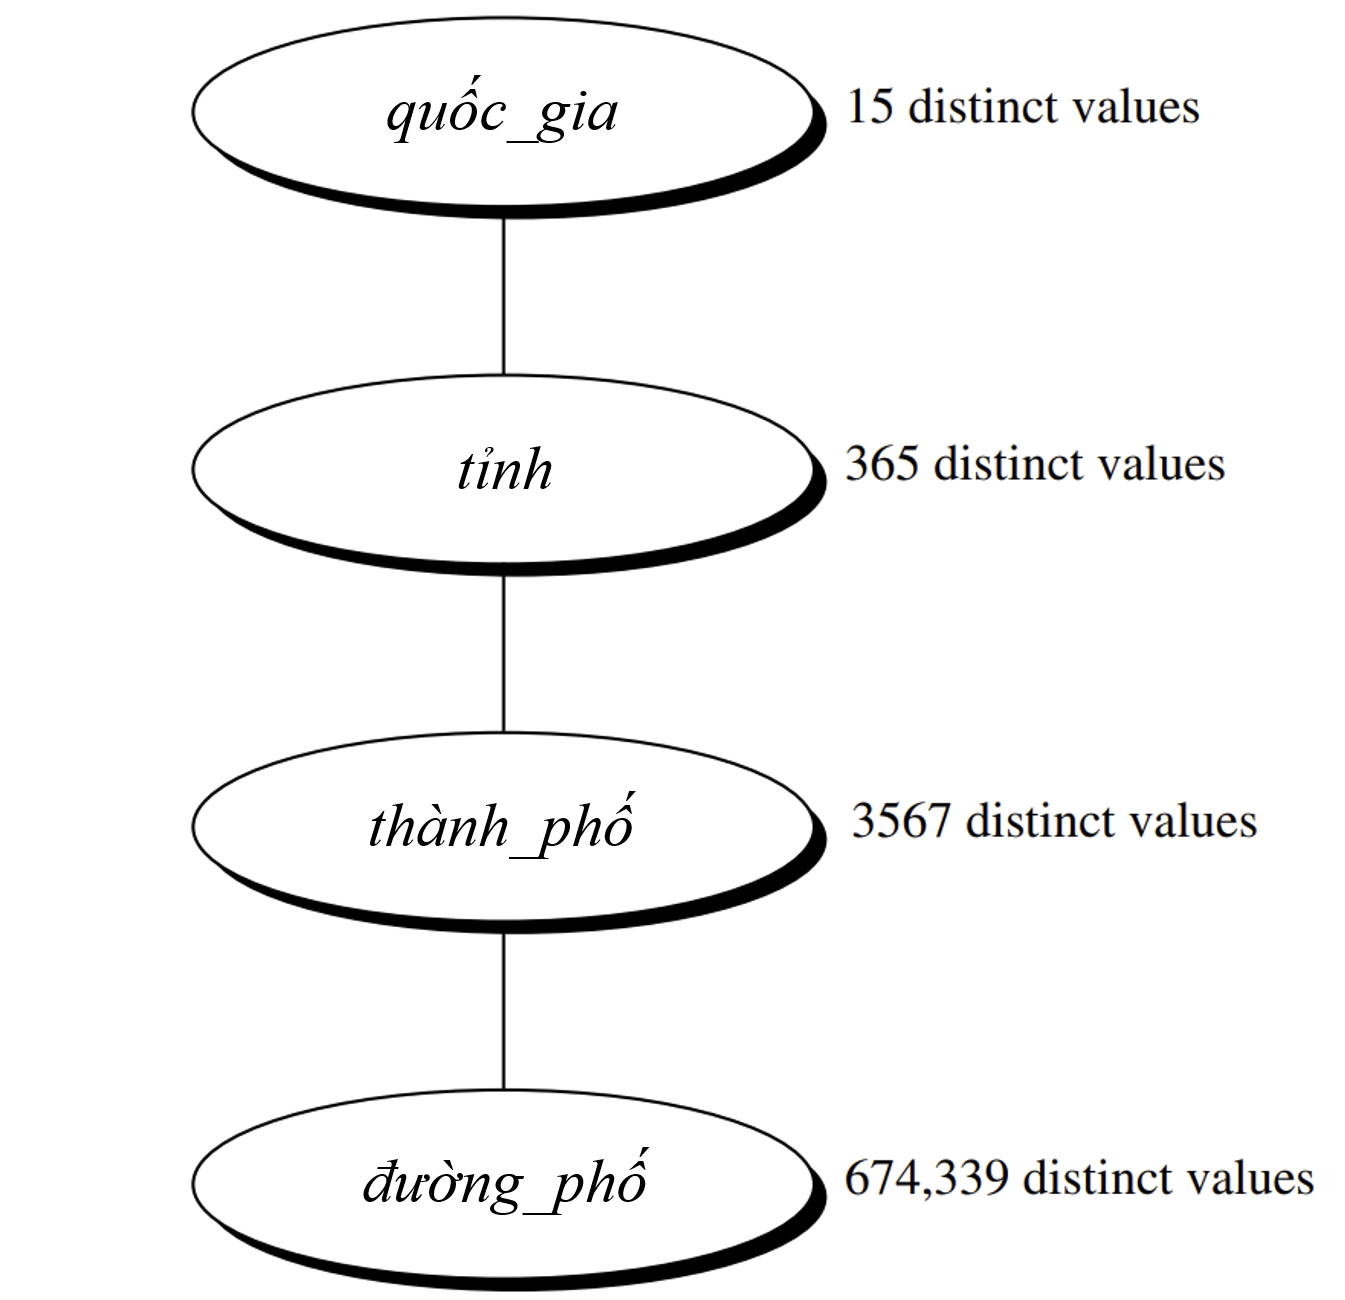 quốc_gia 15 distinct values
tỉnh 365 distinct values
thành_phố 3567 distinct values
đường_phố 674,339 distinct values